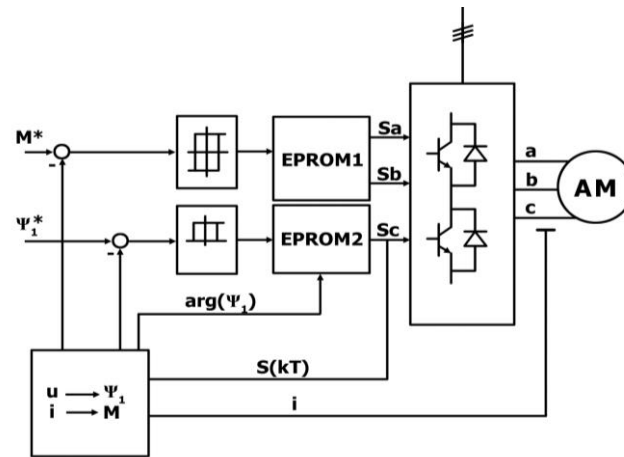 M*
-
Ψ₁*
-
EPROM1
EPROM2
Sa
Sb
Sc
a
b
c
AM
arg(Ψ₁)
S(kT)
i
u → Ψ₁
i → M